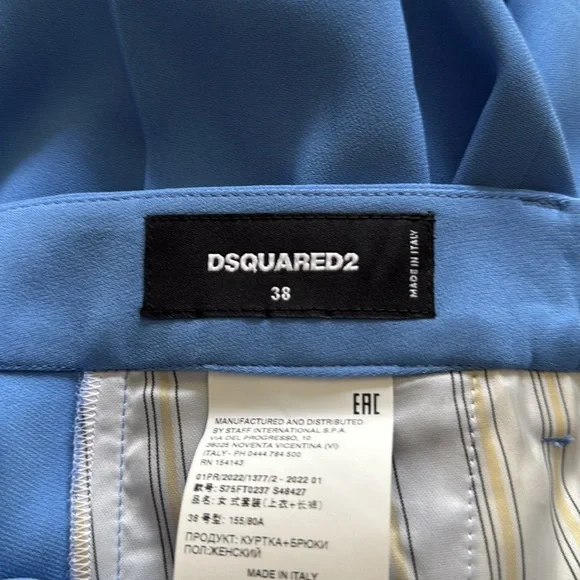 DSQUARED2
38
MADE IN ITALY
EAC
MANUFACTURED AND DISTRIBUTED
BY STAFF INTERNATIONAL S.P.A.
VIA DEL PROGRESSO, 10
36025 NOVENTA VICENTINA (VI)
ITALY - PH 0444 784 500
RN 154143
01PR/2022/1377/2 - 2022 01
款号: S75FT0237 S48427
品名: 女式套装(上衣+长裤)
38 号型: 155/80A
ПРОДУКТ: КУРТКА+БРЮКИ
ПОЛ:ЖЕНСКИЙ
MADE IN ITALY